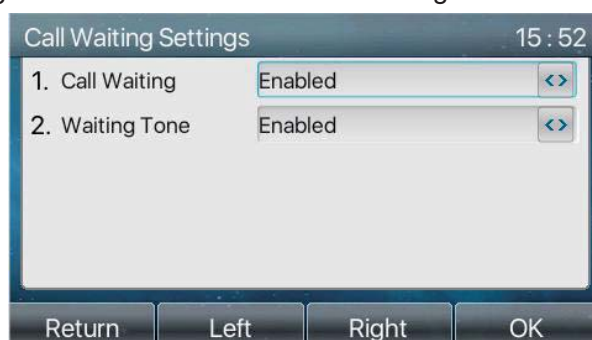 Call Waiting Settings 15:52
1. Call Waiting Enabled <>
2. Waiting Tone Enabled <>
Return Left Right OK